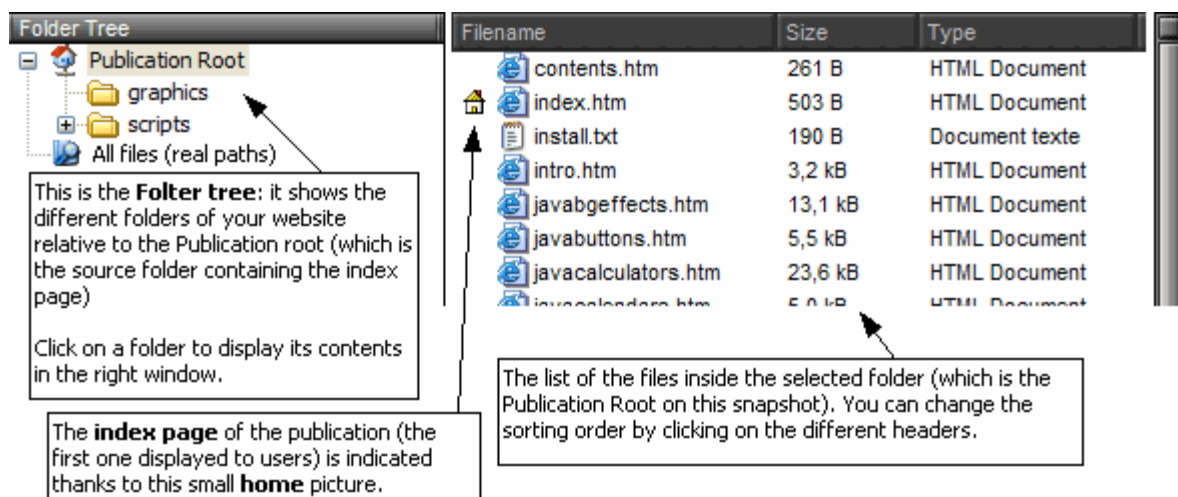 Folder Tree
Publication Root
graphics
scripts
All files (real paths)
Filename Size Type
contents.htm 261 B HTML Document
index.htm 503 B HTML Document
install.txt 190 B Document texte
intro.htm 3,2 kB HTML Document
javabgeffects.htm 13,1 kB HTML Document
javabuttons.htm 5,5 kB HTML Document
javacalculators.htm 23,6 kB HTML Document
javacalendars.htm 5,0 kB HTML Document
This is the Folter tree: it shows the
different folders of your website
relative to the Publication root (which is
the source folder containing the index
page)
Click on a folder to display its contents
in the right window.
The index page of the publication (the
first one displayed to users) is indicated
thanks to this small home picture.
The list of the files inside the selected folder (which is the
Publication Root on this snapshot). You can change the
sorting order by clicking on the different headers.